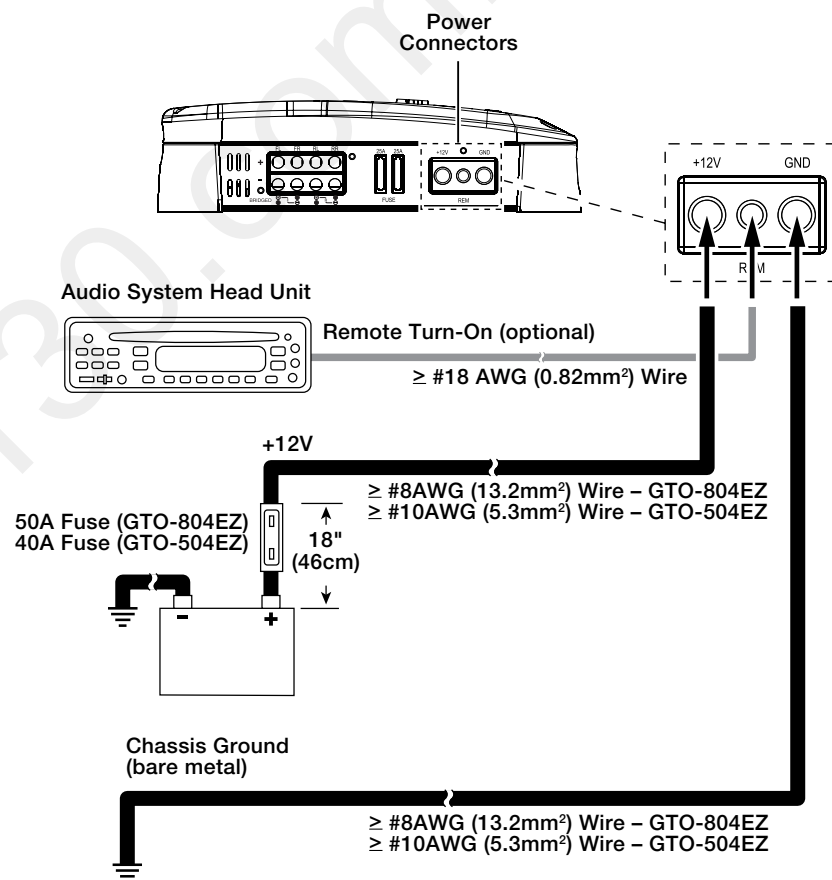 Power
Connectors
FL FR RL RR
25A 25A
+12V GND
+
-
BRIDGED
FUSE
REM
+12V GND
REM
Audio System Head Unit
Remote Turn-On (optional)
≥ #18 AWG (0.82mm²) Wire
+12V
≥ #8AWG (13.2mm²) Wire – GTO-804EZ
≥ #10AWG (5.3mm²) Wire – GTO-504EZ
50A Fuse (GTO-804EZ)
40A Fuse (GTO-504EZ)
18"
(46cm)
- +
Chassis Ground
(bare metal)
≥ #8AWG (13.2mm²) Wire – GTO-804EZ
≥ #10AWG (5.3mm²) Wire – GTO-504EZ